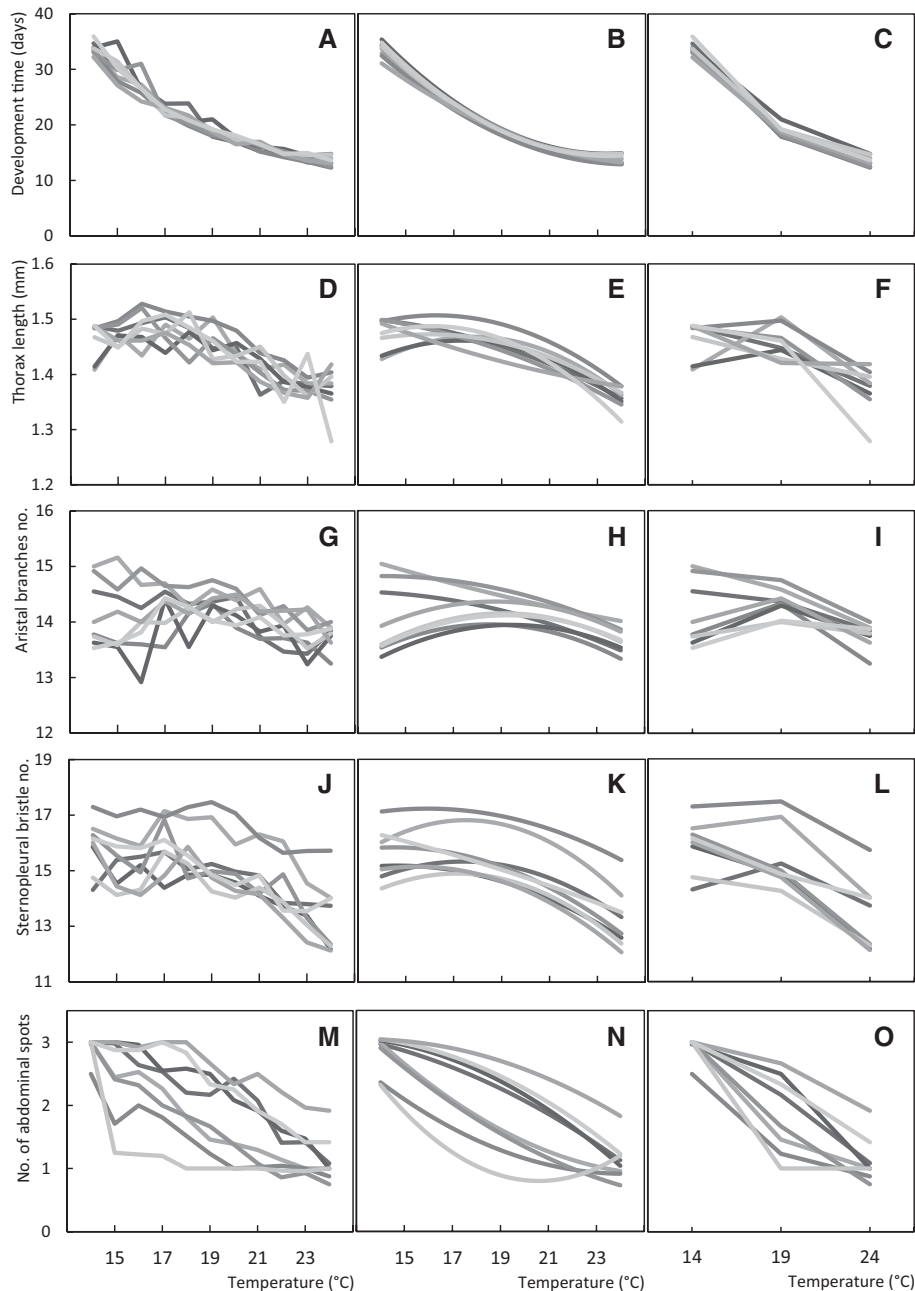 Development time (days)
40
30
20
10
0
A
B
C
Thorax length (mm)
1.6
1.5
1.4
1.3
1.2
D
E
F
Aristal branches no.
16
15
14
13
12
G
H
I
Sternopleural bristle no.
19
17
15
13
11
J
K
L
No. of abdominal spots
3
2
1
0
M
N
O
15 17 19 21 23
15 17 19 21 23
14 19 24
Temperature (°C)
Temperature (°C)
Temperature (°C)